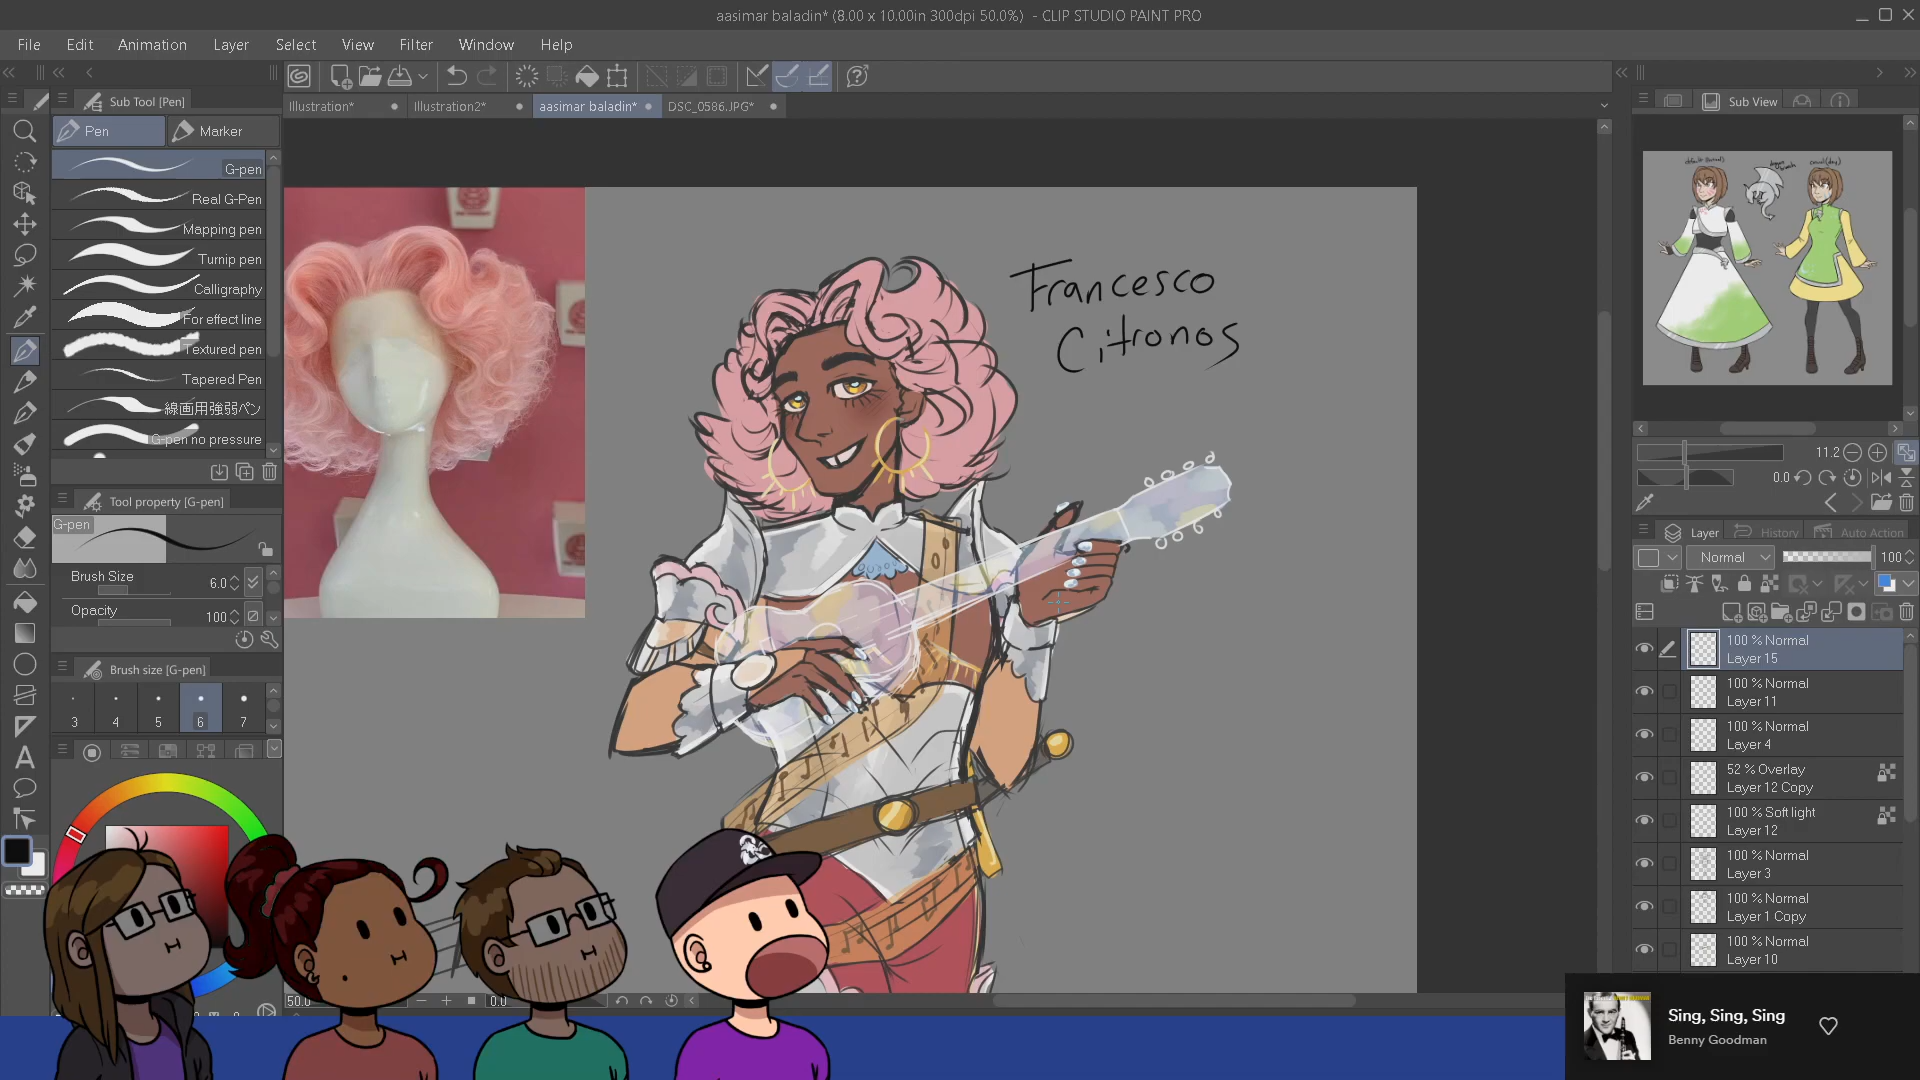 aasimar baladin* (8.00 x 10.00in 300dpi 50.0%) - CLIP STUDIO PAINT PRO
File Edit Animation Layer Select View Filter Window Help
Sub Tool [Pen]
Illustration*
Illustration2*
aasimar baladin*
DSC_0586.JPG*
Sub View
Pen
Marker
G-pen
Real G-Pen
Mapping pen
Turnip pen
Calligraphy
For effect line
Textured pen
Tapered Pen
線画用強弱ペン
G-pen no pressure
Tool property [G-pen]
G-pen
Brush Size 6.0
Opacity 100
Brush size [G-pen]
3 4 5 6 7
Francesco
Citronos
11.2
0.0
Layer History Auto Action
Normal 100
100 % Normal
Layer 15
100 % Normal
Layer 11
100 % Normal
Layer 4
52 % Overlay
Layer 12 Copy
100 % Soft light
Layer 12
100 % Normal
Layer 3
100 % Normal
Layer 1 Copy
100 % Normal
Layer 10
50.0
0.0
Sing, Sing, Sing
Benny Goodman